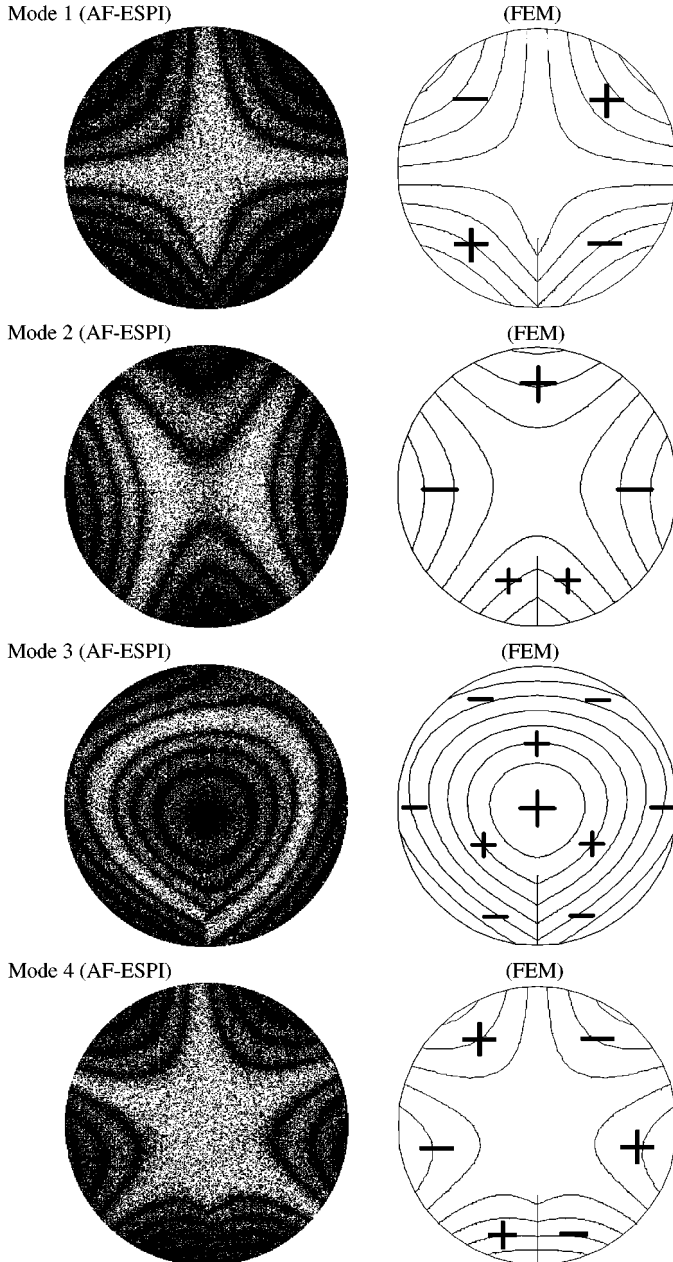 Mode 1 (AF-ESPI) (FEM)
− +
+ −
Mode 2 (AF-ESPI) (FEM)
+
− −
+ +
Mode 3 (AF-ESPI) (FEM)
− −
+
− + −
+ +
− −
Mode 4 (AF-ESPI) (FEM)
+ −
− +
+ −